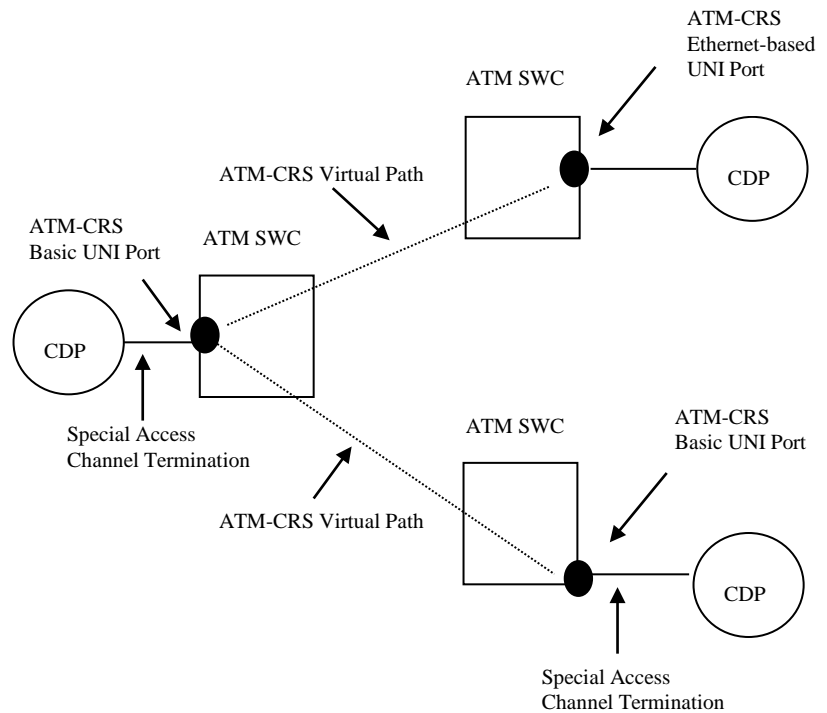 ATM-CRS
Ethernet-based
UNI Port
ATM SWC
CDP
ATM-CRS Virtual Path
ATM-CRS
Basic UNI Port
ATM SWC
CDP
Special Access
Channel Termination
ATM-CRS Virtual Path
ATM SWC
ATM-CRS
Basic UNI Port
CDP
Special Access
Channel Termination